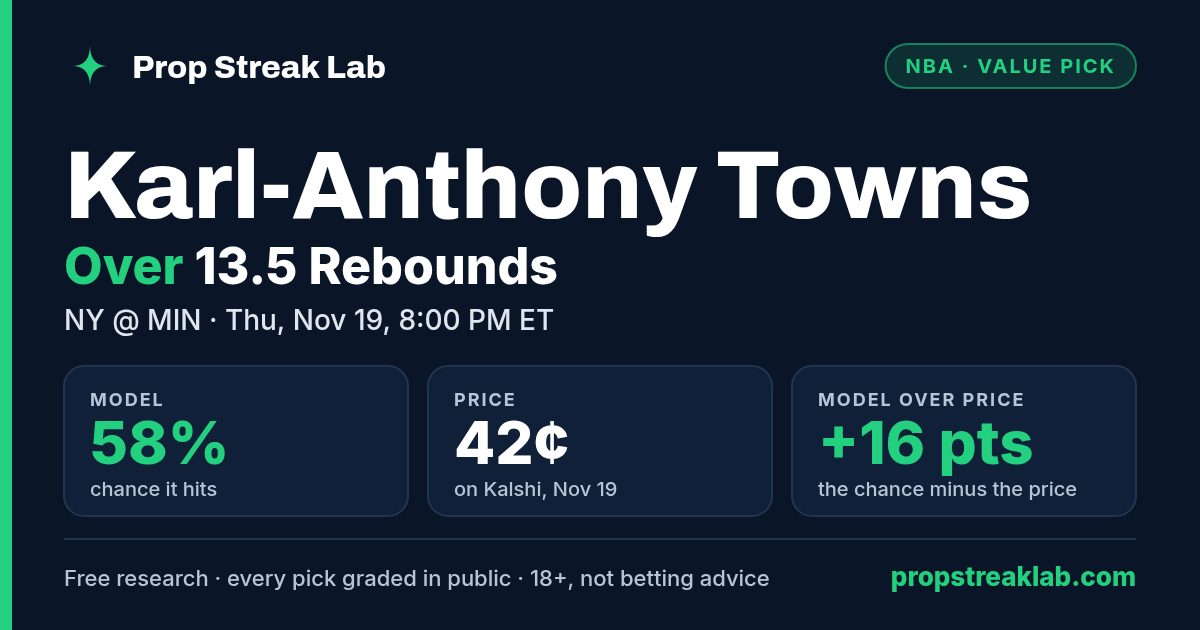 Prop Streak Lab
NBA · VALUE PICK
Karl-Anthony Towns
Over 13.5 Rebounds
NY @ MIN · Thu, Nov 19, 8:00 PM ET
MODEL
58%
chance it hits
PRICE
42¢
on Kalshi, Nov 19
MODEL OVER PRICE
+16 pts
the chance minus the price
Free research · every pick graded in public · 18+, not betting advice
propstreaklab.com